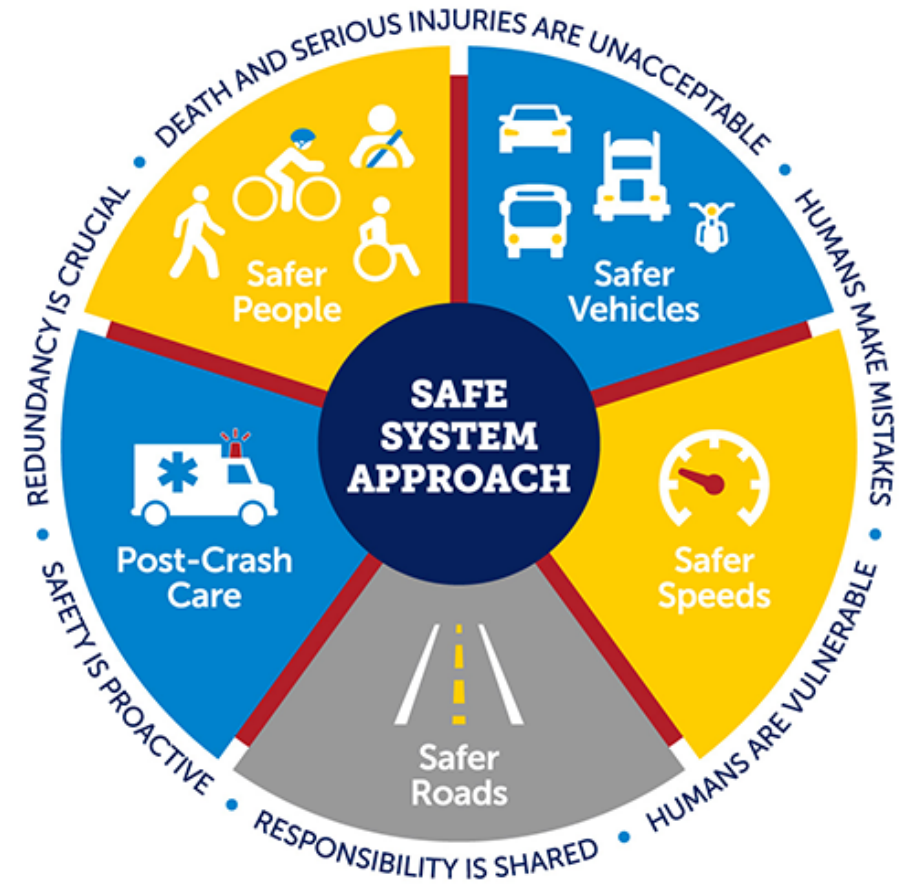 DEATH AND SERIOUS INJURIES ARE UNACCEPTABLE
HUMANS MAKE MISTAKES
HUMANS ARE VULNERABLE
RESPONSIBILITY IS SHARED
SAFETY IS PROACTIVE
REDUNDANCY IS CRUCIAL
Safer
People
Safer
Vehicles
SAFE
SYSTEM
APPROACH
Post-Crash
Care
Safer
Speeds
Safer
Roads